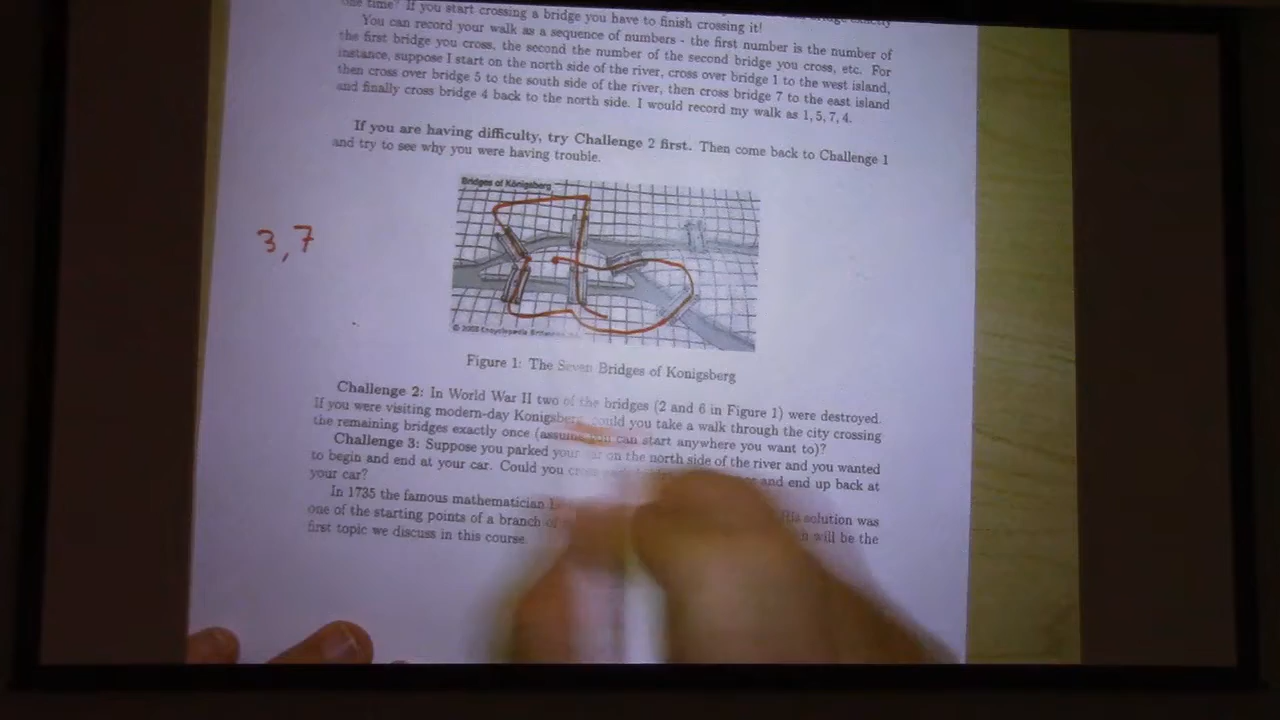 one time? If you start crossing a bridge you have to finish crossing it! exactly
You can record your walk as a sequence of numbers - the first number is the number of
the first bridge you cross, the second the number of the second bridge you cross, etc. For
instance, suppose I start on the north side of the river, cross over bridge 1 to the west island,
then cross over bridge 5 to the south side of the river, then cross bridge 7 to the east island
and finally cross bridge 4 back to the north side. I would record my walk as 1, 5, 7, 4.
If you are having difficulty, try Challenge 2 first. Then come back to Challenge 1
and try to see why you were having trouble.
Bridges of Königsberg
3, 7
Figure 1: The Seven Bridges of Konigsberg
Challenge 2: In World War II two of the bridges (2 and 6 in Figure 1) were destroyed.
If you were visiting modern-day Konigsberg, could you take a walk through the city crossing
the remaining bridges exactly once (assume you can start anywhere you want to)?
Challenge 3: Suppose you parked your car on the north side of the river and you wanted
to begin and end at your car. Could you and end up back at
your car?
In 1735 the famous mathematician His solution was
one of the starting points of a branch of will be the
first topic we discuss in this course.